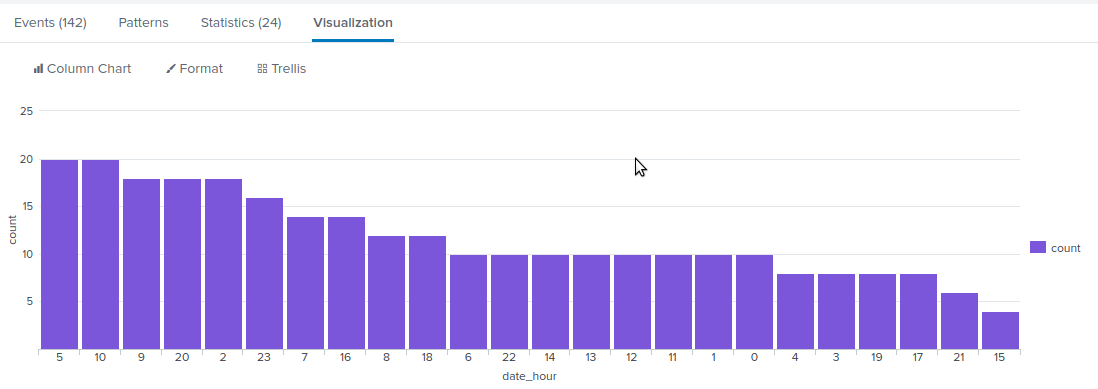 Events (142) Patterns Statistics (24) Visualization
Column Chart Format Trellis
25
20
15
10
5
count
count
5 10 9 20 2 23 7 16 8 18 6 22 14 13 12 11 1 0 4 3 19 17 21 15
date_hour